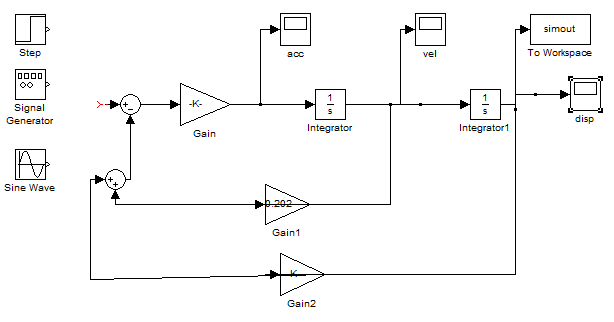 simout
Step
acc
vel
To Workspace
Signal
Generator
-K-
Gain
1
s
Integrator
1
s
Integrator1
disp
Sine Wave
0.202
Gain1
-K-
Gain2